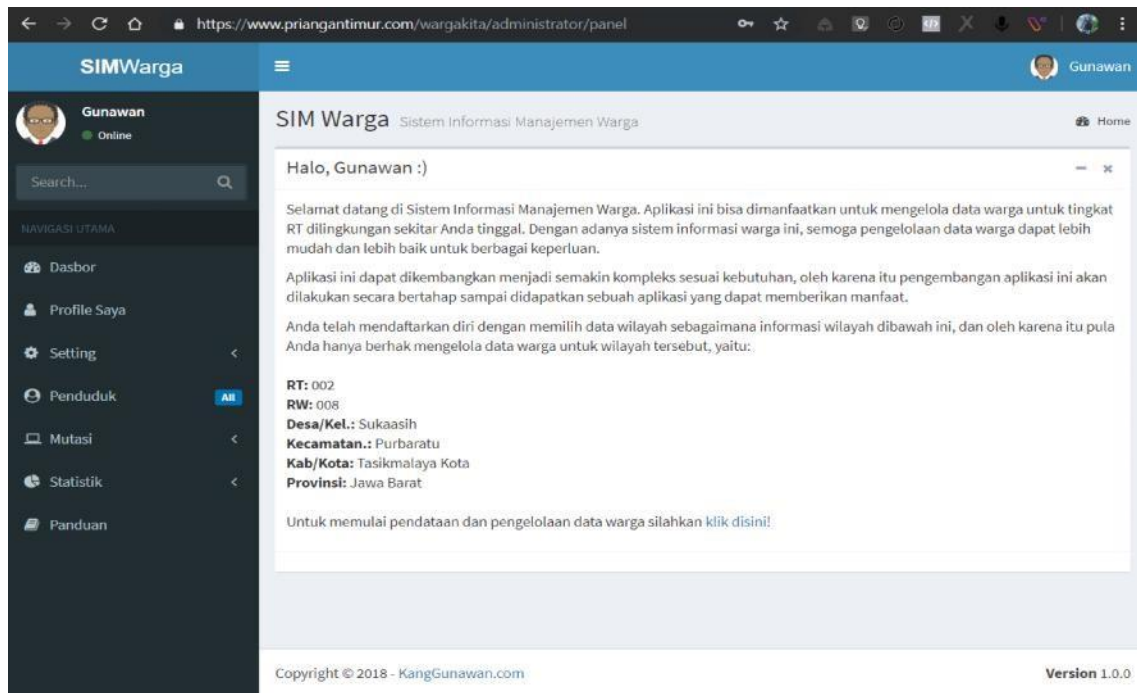 https://www.priangantimur.com/wargakita/administrator/panel
SIMWarga
Gunawan
Gunawan
Online
SIM Warga Sistem Informasi Manajemen Warga
Home
Search...
NAVIGASI UTAMA
Dasbor
Profile Saya
Setting
Penduduk All
Mutasi
Statistik
Panduan
Halo, Gunawan :)
Selamat datang di Sistem Informasi Manajemen Warga. Aplikasi ini bisa dimanfaatkan untuk mengelola data warga untuk tingkat
RT dilingkungan sekitar Anda tinggal. Dengan adanya sistem informasi warga ini, semoga pengelolaan data warga dapat lebih
mudah dan lebih baik untuk berbagai keperluan.
Aplikasi ini dapat dikembangkan menjadi semakin kompleks sesuai kebutuhan, oleh karena itu pengembangan aplikasi ini akan
dilakukan secara bertahap sampai didapatkan sebuah aplikasi yang dapat memberikan manfaat.
Anda telah mendaftarkan diri dengan memilih data wilayah sebagaimana informasi wilayah dibawah ini, dan oleh karena itu pula
Anda hanya berhak mengelola data warga untuk wilayah tersebut, yaitu:
RT: 002
RW: 008
Desa/Kel.: Sukaasih
Kecamatan.: Purbaratu
Kab/Kota: Tasikmalaya Kota
Provinsi: Jawa Barat
Untuk memulai pendataan dan pengelolaan data warga silahkan klik disini!
Copyright © 2018 - KangGunawan.com
Version 1.0.0